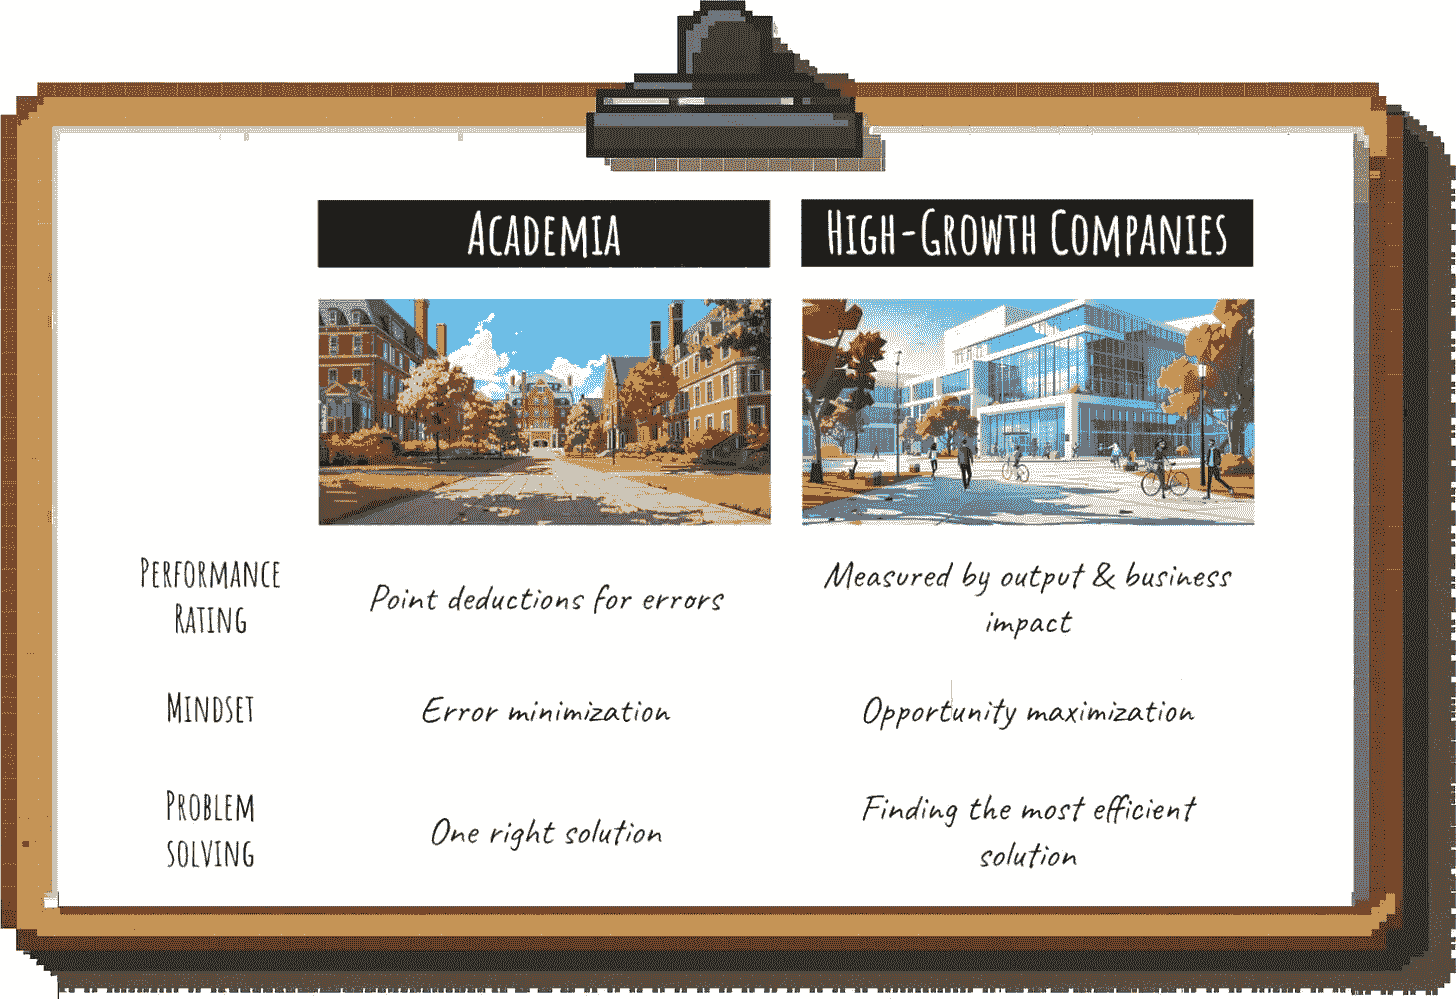 Academia
High-Growth Companies
Performance
Rating
Point deductions for errors
Measured by output & business
impact
Mindset
Error minimization
Opportunity maximization
Problem
solving
One right solution
Finding the most efficient
solution